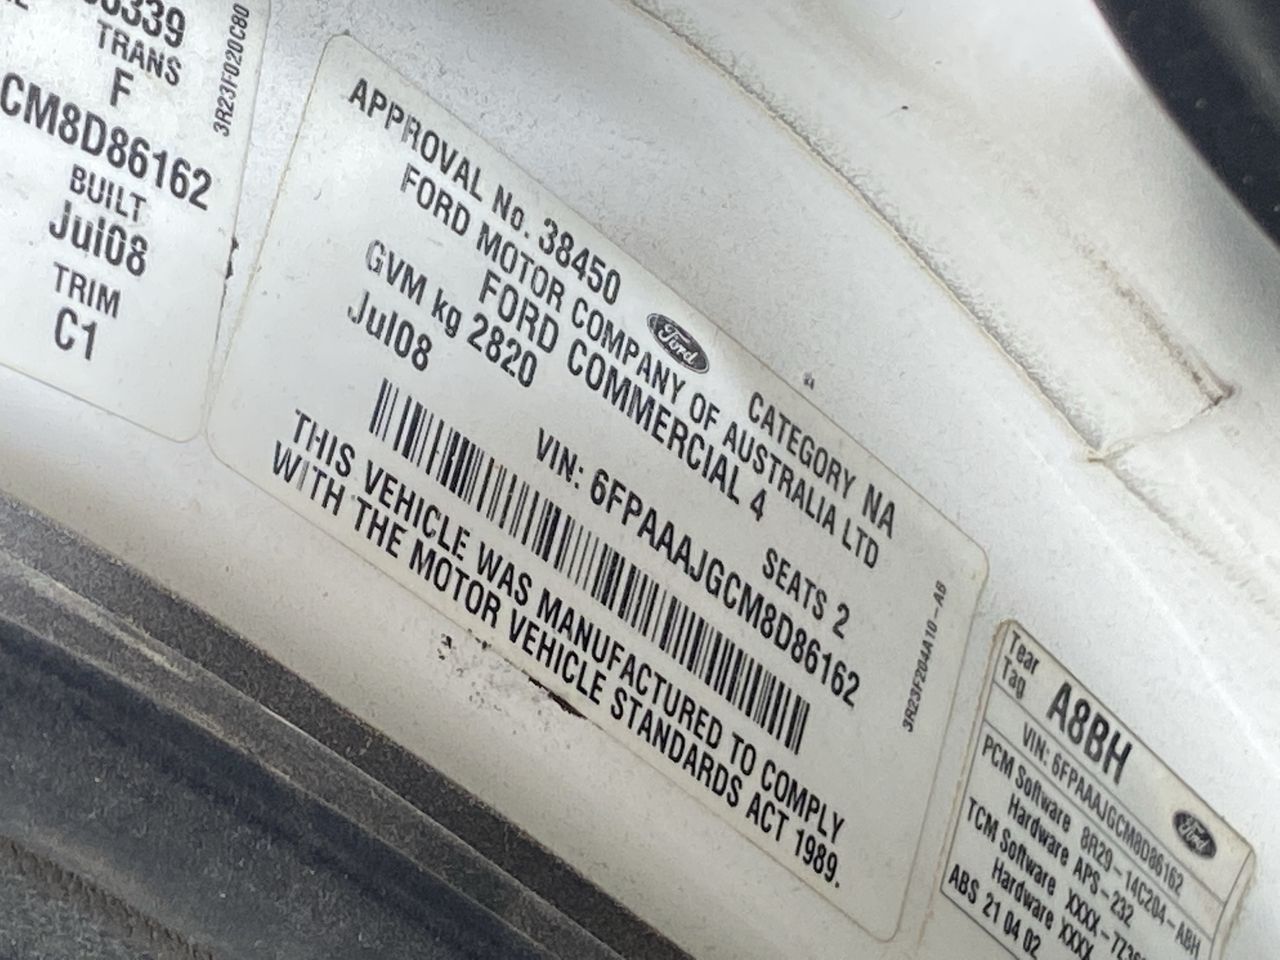 TRANS
F
CM8D86162
BUILT
Jul08
TRIM
C1
3R23F020C80
APPROVAL No. 38450
Ford
CATEGORY NA
FORD MOTOR COMPANY OF AUSTRALIA LTD
FORD COMMERCIAL 4
GVM kg 2820
SEATS 2
Jul08
VIN: 6FPAAAJGCM8D86162
THIS VEHICLE WAS MANUFACTURED TO COMPLY
WITH THE MOTOR VEHICLE STANDARDS ACT 1989.
3R23F204A10-AB
Tear
Tag
A8BH
Ford
VIN: 6FPAAAJGCM8D86162
PCM Software 8R29-14C204-ABH
Hardware APS-232
TCM Software XXXX-7Z36
Hardware XXXX
ABS 21 04 02